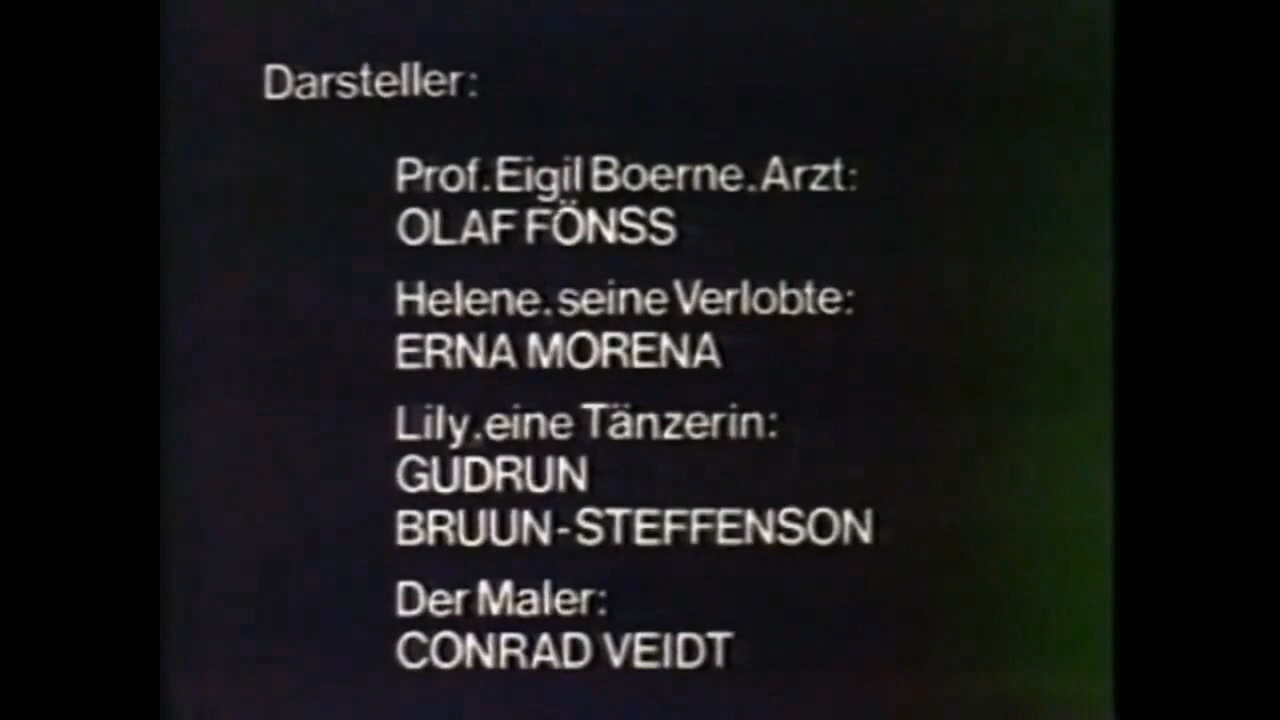 Darsteller:
Prof.Eigil Boerne.Arzt:
OLAF FÖNSS
Helene.seine Verlobte:
ERNA MORENA
Lily.eine Tänzerin:
GUDRUN
BRUUN-STEFFENSON
Der Maler:
CONRAD VEIDT